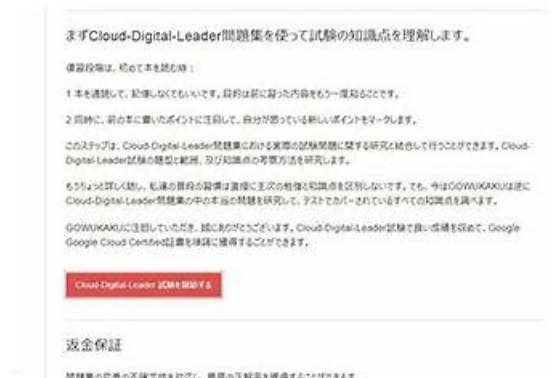 まずCloud-Digital-Leader問題集を使って試験の知識点を理解します。
復習段階は、初めて本を読む時：
1 本を通読して、記憶しなくてもいいです。目的は前に習った内容をもう一度知ることです。
2 同時に、前の本に書いたポイントに注目して、自分が思っている新しいポイントをマークします。
このステップは、Cloud-Digital-Leader問題集における実際の試験問題に関する研究と結合して行うことができます。Cloud-
Digital-Leader試験の題型と範囲、及び知識点の考察方法を研究します。
もうちょっと詳しく話し、私達の普段の習慣は直接に主次の勉強と知識点を区別しないです。でも、今はGOWUKAKUは逆に
Cloud-Digital-Leader問題集の中の本当の問題を研究して、テストでカバーされているすべての知識点を調べます。
GOWUKAKUに注目していただき、誠にありがとうございます。Cloud-Digital-Leader試験で良い成績を収めて、Google
Google Cloud Certified証書を順調に獲得することができます。
Cloud-Digital-Leader 試験を開始する
返金保証